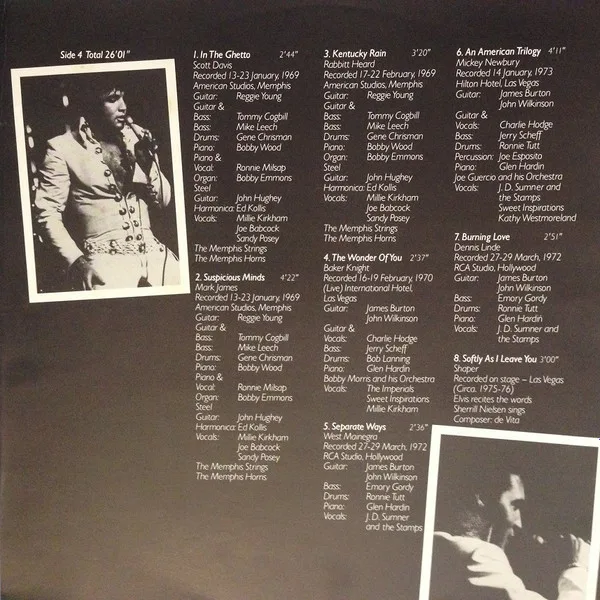 Side 4 Total 26'01"
1. In The Ghetto 2'44"
Scott Davis
Recorded 13-23 January, 1969
American Studios, Memphis
Guitar: Reggie Young
Guitar &
Bass: Tommy Cogbill
Bass: Mike Leech
Drums: Gene Chrisman
Piano: Bobby Wood
Piano &
Vocal: Ronnie Milsap
Organ: Bobby Emmons
Steel
Guitar: John Hughey
Harmonica: Ed Kollis
Vocals: Millie Kirkham
Joe Babcock
Sandy Posey
The Memphis Strings
The Memphis Horns
2. Suspicious Minds 4'22"
Mark James
Recorded 13-23 January, 1969
American Studios, Memphis
Guitar: Reggie Young
Guitar &
Bass: Tommy Cogbill
Bass: Mike Leech
Drums: Gene Chrisman
Piano: Bobby Wood
Piano &
Vocal: Ronnie Milsap
Organ: Bobby Emmons
Steel
Guitar: John Hughey
Harmonica: Ed Kollis
Vocals: Millie Kirkham
Joe Babcock
Sandy Posey
The Memphis Strings
The Memphis Horns
3. Kentucky Rain 3'20"
Rabbitt Heard
Recorded 17-22 February, 1969
American Studios, Memphis
Guitar: Reggie Young
Guitar &
Bass: Tommy Cogbill
Bass: Mike Leech
Drums: Gene Chrisman
Piano: Bobby Wood
Organ: Bobby Emmons
Steel
Guitar: John Hughey
Harmonica: Ed Kollis
Vocals: Millie Kirkham
Joe Babcock
Sandy Posey
The Memphis Strings
The Memphis Horns
4. The Wonder Of You 2'37"
Baker Knight
Recorded 16-19 February, 1970
(Live) International Hotel,
Las Vegas
Guitar: James Burton
John Wilkinson
Guitar &
Vocals: Charlie Hodge
Bass: Jerry Scheff
Drums: Bob Lanning
Piano: Glen Hardin
Bobby Morris and his Orchestra
Vocals: The Imperials
Sweet Inspirations
Millie Kirkham
5. Separate Ways 2'36"
West Mainegra
Recorded 27-29 March, 1972
RCA Studio, Hollywood
Guitar: James Burton
John Wilkinson
Bass: Emory Gordy
Drums: Ronnie Tutt
Piano: Glen Hardin
Vocals: J. D. Sumner
and the Stamps
6. An American Trilogy 4'11"
Mickey Newbury
Recorded 14 January, 1973
Hilton Hotel, Las Vegas
Guitar: James Burton
John Wilkinson
Guitar &
Vocals: Charlie Hodge
Bass: Jerry Scheff
Drums: Ronnie Tutt
Percussion: Joe Esposito
Piano: Glen Hardin
Joe Guercio and his Orchestra
Vocals: J. D. Sumner and
the Stamps
Sweet Inspirations
Kathy Westmoreland
7. Burning Love 2'51"
Dennis Linde
Recorded 27-29 March, 1972
RCA Studio, Hollywood
Guitar: James Burton
John Wilkinson
Bass: Emory Gordy
Drums: Ronnie Tutt
Piano: Glen Hardin
Vocals: J. D. Sumner and
the Stamps
8. Softly As I Leave You 3'00"
Shaper
Recorded on stage – Las Vegas
(Circa. 1975-76)
Elvis recites the words
Sherrill Nielsen sings
Composer: de Vita